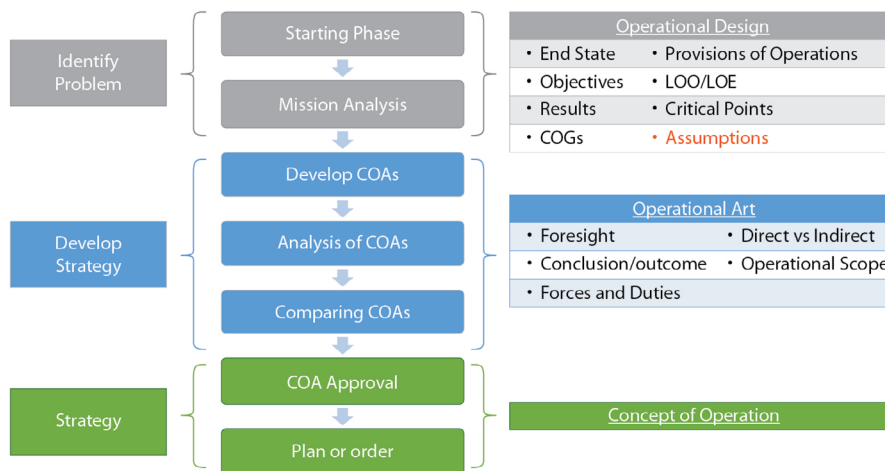 Identify
Problem
Starting Phase
Mission Analysis
Operational Design
• End State • Provisions of Operations
• Objectives • LOO/LOE
• Results • Critical Points
• COGs • Assumptions
Develop
Strategy
Develop COAs
Analysis of COAs
Comparing COAs
Operational Art
• Foresight • Direct vs Indirect
• Conclusion/outcome • Operational Scope
• Forces and Duties
Strategy
COA Approval
Plan or order
Concept of Operation